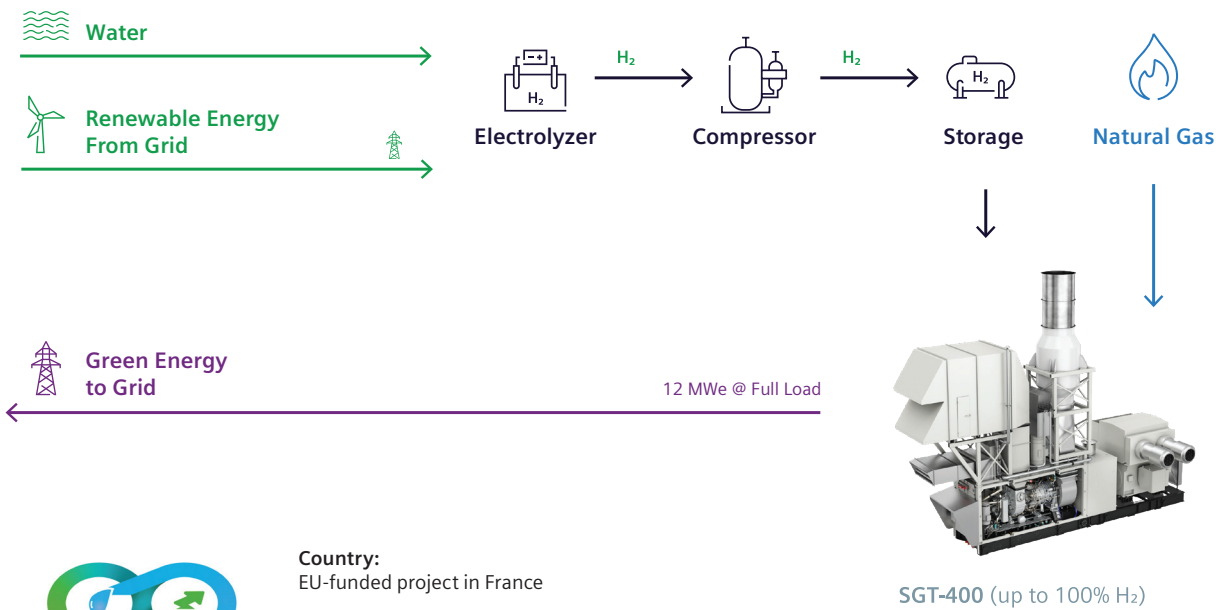 Water
Renewable Energy
From Grid
H₂
Electrolyzer
H₂
Compressor
H₂
H₂
Storage
Natural Gas
Green Energy
to Grid
12 MWe @ Full Load
Country:
EU-funded project in France
SGT-400 (up to 100% H₂)